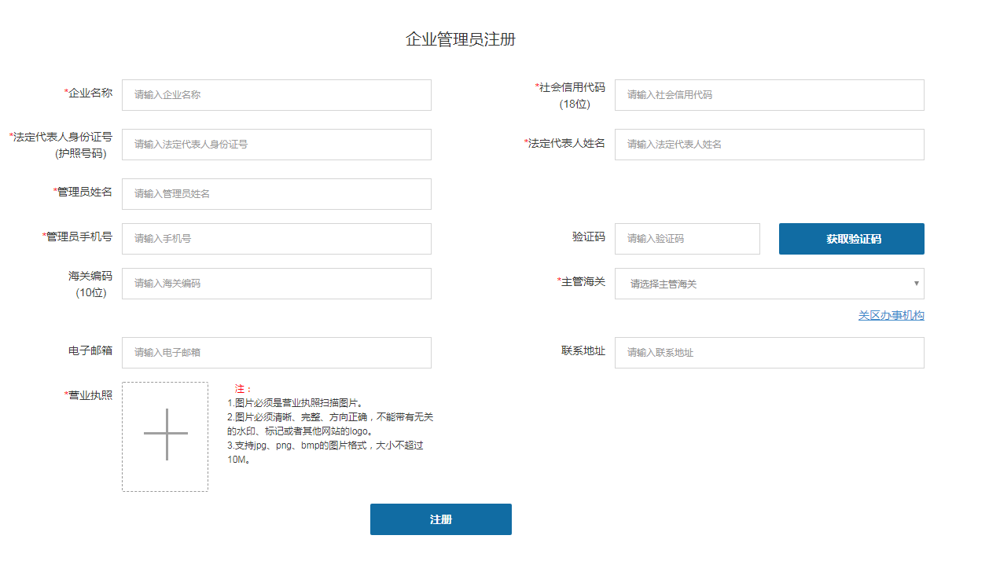 企业管理员注册
*企业名称
请输入企业名称
*社会信用代码
(18位)
请输入社会信用代码
*法定代表人身份证号
(护照号码)
请输入法定代表人身份证号
*法定代表人姓名
请输入法定代表人姓名
*管理员姓名
请输入管理员姓名
*管理员手机号
请输入手机号
验证码
请输入验证码
获取验证码
海关编码
(10位)
请输入海关编码
*主管海关
请选择主管海关
关区办事机构
电子邮箱
请输入电子邮箱
联系地址
请输入联系地址
*营业执照
注：
1.图片必须是营业执照扫描图片。
2.图片必须清晰、完整、方向正确，不能带有无关
的水印、标记或者其他网站的logo。
3.支持jpg、png、bmp的图片格式，大小不超过
10M。
注册